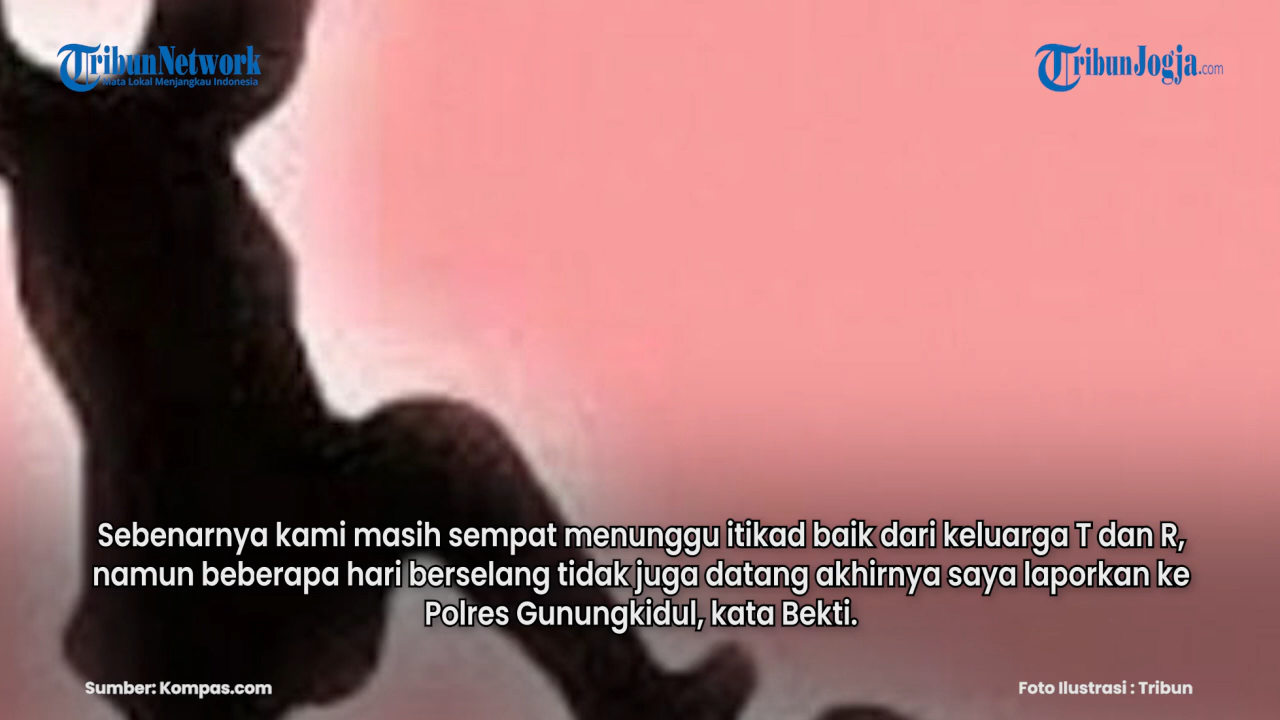 TribunNetwork
Mata Lokal Menjangkau Indonesia
TribunJogja.com
Sebenarnya kami masih sempat menunggu itikad baik dari keluarga T dan R,
namun beberapa hari berselang tidak juga datang akhirnya saya laporkan ke
Polres Gunungkidul, kata Bekti.
Sumber: Kompas.com
Foto Ilustrasi : Tribun